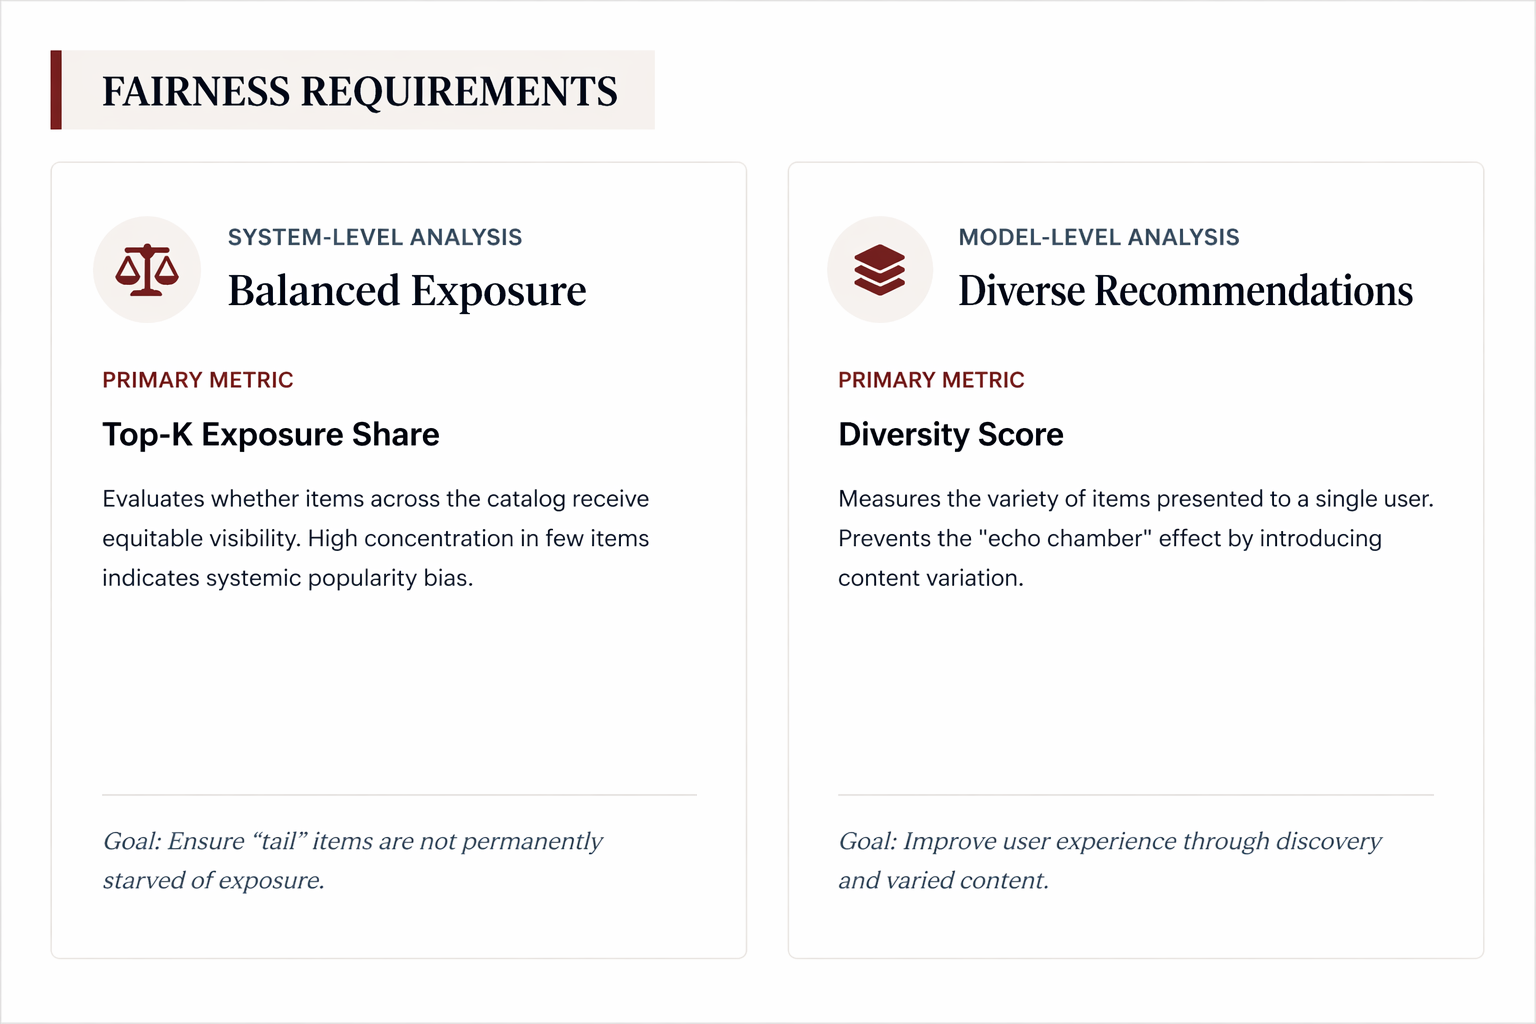 FAIRNESS REQUIREMENTS
SYSTEM-LEVEL ANALYSIS
Balanced Exposure
PRIMARY METRIC
Top-K Exposure Share
Evaluates whether items across the catalog receive
equitable visibility. High concentration in few items
indicates systemic popularity bias.
Goal: Ensure “tail” items are not permanently
starved of exposure.
MODEL-LEVEL ANALYSIS
Diverse Recommendations
PRIMARY METRIC
Diversity Score
Measures the variety of items presented to a single user.
Prevents the "echo chamber" effect by introducing
content variation.
Goal: Improve user experience through discovery
and varied content.